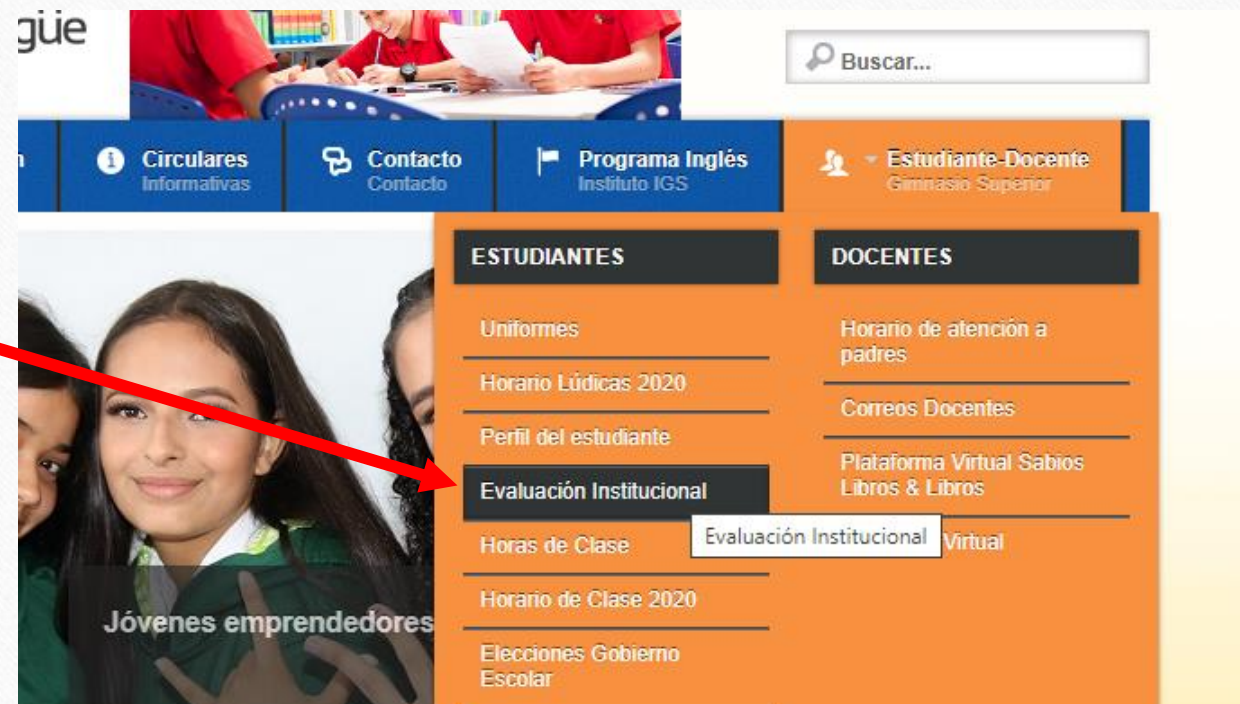 güe
Buscar...
Circulares
Informativas
Contacto
Contacto
Programa Inglés
Instituto IGS
Estudiante-Docente
Gimnasio Superior
ESTUDIANTES
Uniformes
Horario Lúdicas 2020
Perfil del estudiante
Evaluación Institucional
Horas de Clase
Horario de Clase 2020
Elecciones Gobierno
Escolar
DOCENTES
Horario de atención a
padres
Correos Docentes
Plataforma Virtual Sabios
Libros & Libros
Virtual
Evaluación Institucional
Jóvenes emprendedores